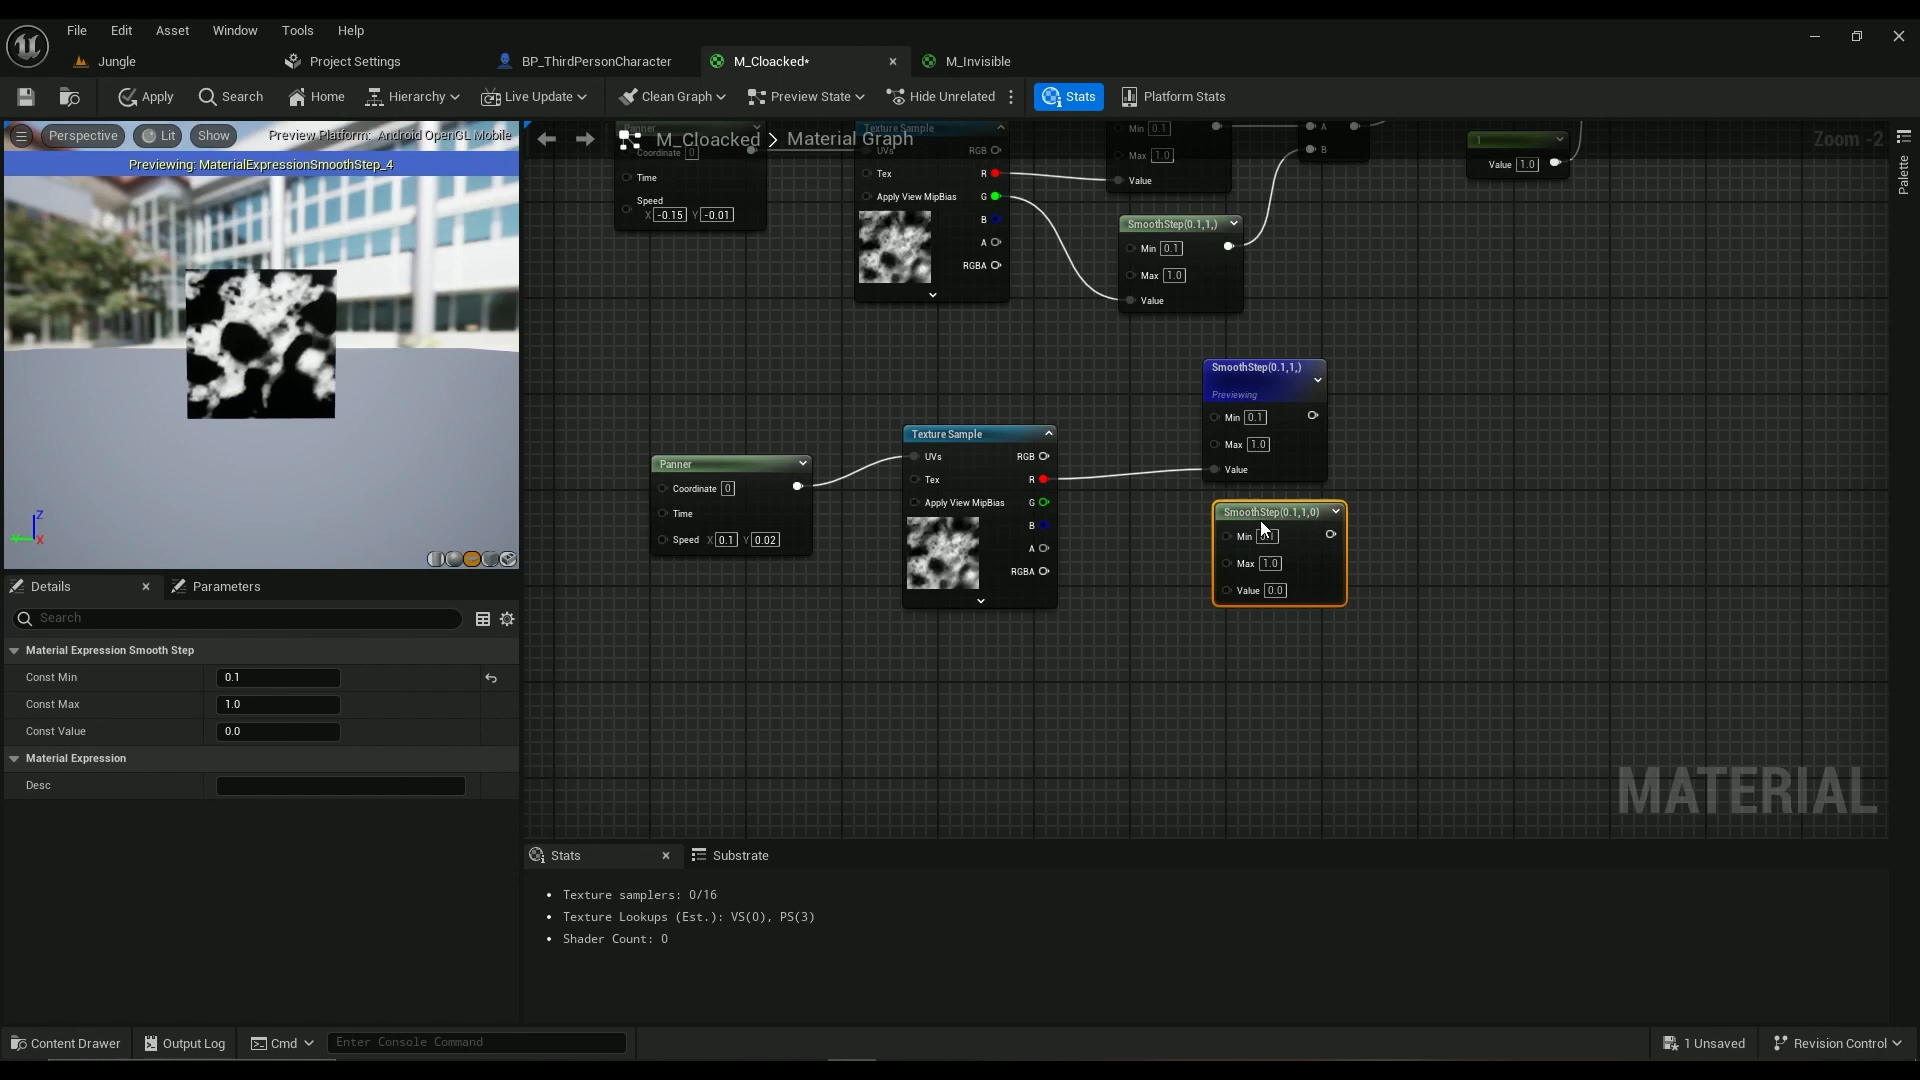 File Edit Asset Window Tools Help
Jungle Project Settings BP_ThirdPersonCharacter M_Cloacked* M_Invisible
Apply Search Home Hierarchy Live Update Clean Graph Preview State Hide Unrelated Stats Platform Stats
Perspective Lit Show Preview Platform: Android OpenGL Mobile
Previewing: MaterialExpressionSmoothStep_4
Z
X
Details Parameters
Search
Material Expression Smooth Step
Const Min 0.1
Const Max 1.0
Const Value 0.0
Material Expression
Desc
M_Cloacked > Material Graph
Zoom -2
Palette
Panner
Coordinate 0
Time
Speed
X -0.15 Y -0.01
Texture Sample
UVs RGB
Tex R
Apply View MipBias G
B
A
RGBA
Min 0.1
Max 1.0
Value
A
B
1
Value 1.0
SmoothStep(0.1,1,)
Min 0.1
Max 1.0
Value
SmoothStep(0.1,1,)
Previewing
Min 0.1
Max 1.0
Value
Panner
Coordinate 0
Time
Speed X 0.1 Y 0.02
Texture Sample
UVs RGB
Tex R
Apply View MipBias G
B
A
RGBA
SmoothStep(0.1,1,0)
Min
Max 1.0
Value 0.0
MATERIAL
Stats Substrate
• Texture samplers: 0/16
• Texture Lookups (Est.): VS(0), PS(3)
• Shader Count: 0
Content Drawer Output Log Cmd Enter Console Command 1 Unsaved Revision Control